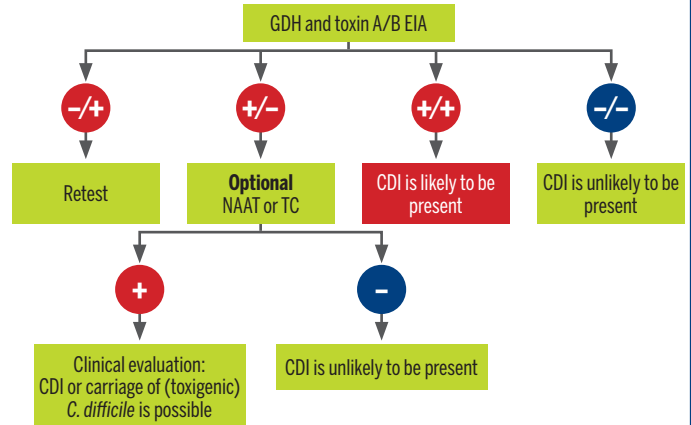 GDH and toxin A/B EIA
–/+
+/–
+/+
–/–
Retest
Optional
NAAT or TC
CDI is likely to be
present
CDI is unlikely to be
present
+
–
Clinical evaluation:
CDI or carriage of (toxigenic)
C. difficile is possible
CDI is unlikely to be present